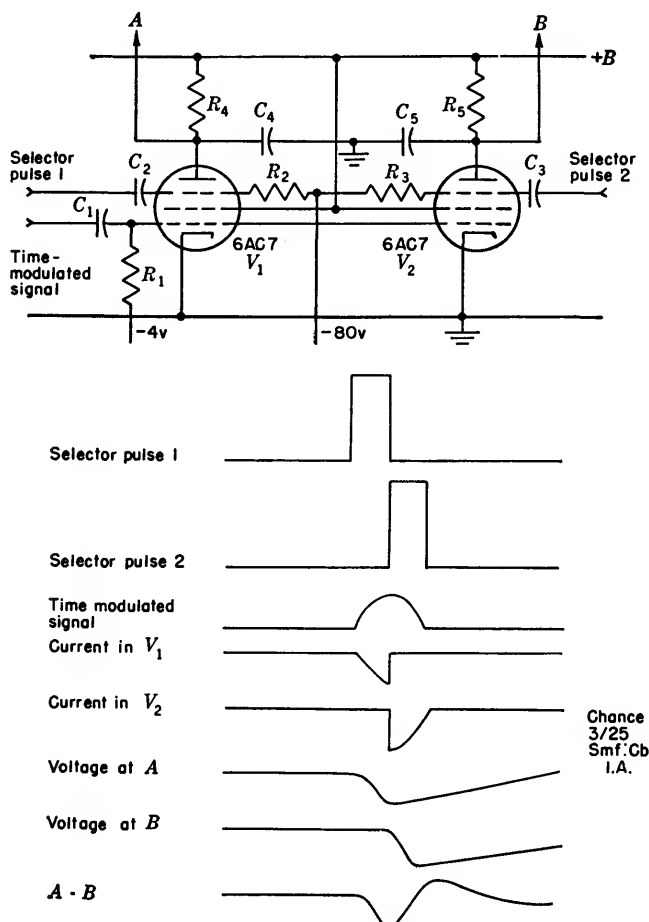 A
B
+B
R4
C4
C5
R5
Selector
pulse 1
C2
R2
R3
C3
Selector
pulse 2
C1
Time-
modulated
signal
R1
6AC7
V1
6AC7
V2
-4v
-80v
Selector pulse 1
Selector pulse 2
Time modulated
signal
Current in V1
Current in V2
Chance
3/25
Smf:Cb
I.A.
Voltage at A
Voltage at B
A - B